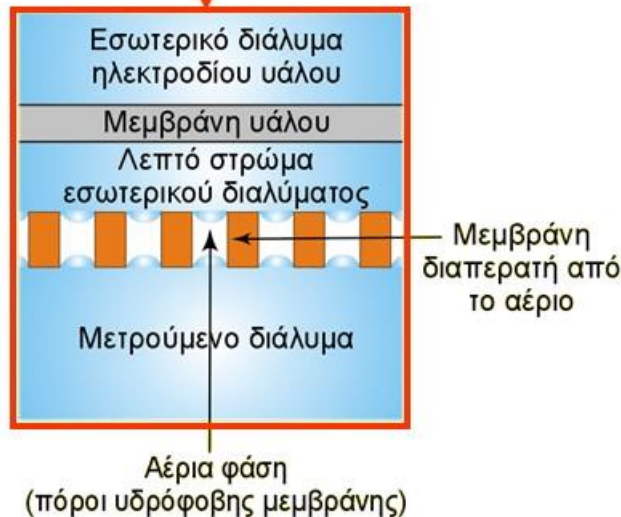 Εσωτερικό διάλυμα
ηλεκτροδίου υάλου
Μεμβράνη υάλου
Λεπτό στρώμα
εσωτερικού διαλύματος
Μεμβράνη
διαπερατή από
το αέριο
Μετρούμενο διάλυμα
Αέρια φάση
(πόροι υδρόφοβης μεμβράνης)